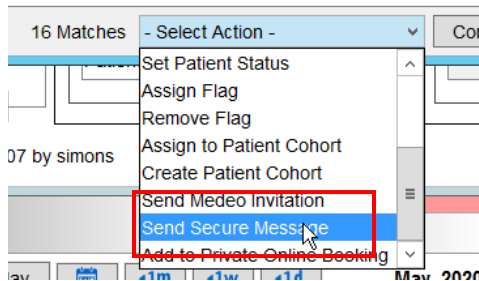 16 Matches - Select Action - Co
Set Patient Status
Assign Flag
Remove Flag
Assign to Patient Cohort
07 by simons
Create Patient Cohort
Send Medeo Invitation
Send Secure Message
Add to Private Online Booking
1m 1w 1d May 2020